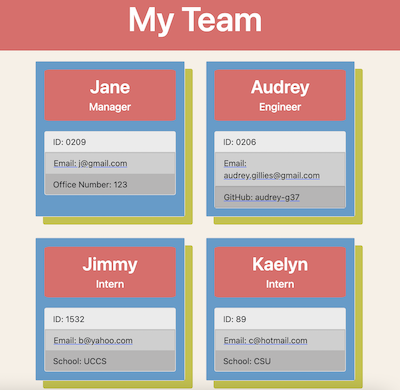 My Team
Jane
Manager
ID: 0209
Email: j@gmail.com
Office Number: 123
Audrey
Engineer
ID: 0206
Email:
audrey.gillies@gmail.com
GitHub: audrey-g37
Jimmy
Intern
ID: 1532
Email: b@yahoo.com
School: UCCS
Kaelyn
Intern
ID: 89
Email: c@hotmail.com
School: CSU